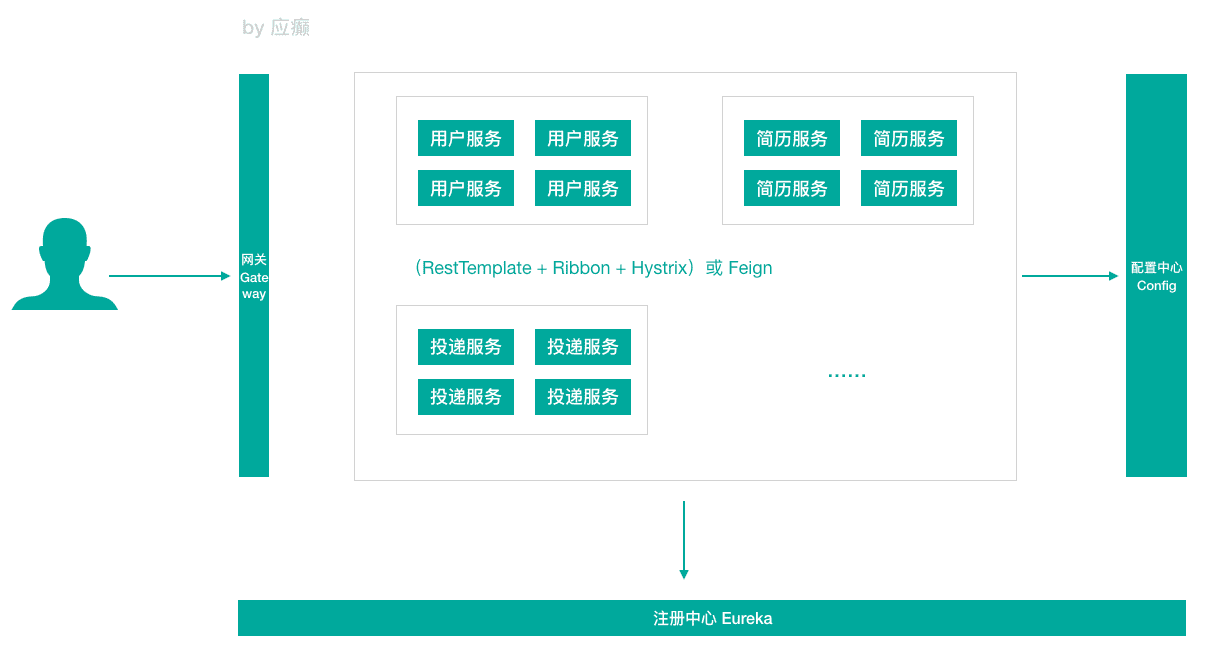 by 应癫
用户服务 用户服务
用户服务 用户服务
简历服务 简历服务
简历服务 简历服务
网关
Gate
way
（RestTemplate + Ribbon + Hystrix）或 Feign
配置中心
Config
投递服务 投递服务
投递服务 投递服务
......
注册中心 Eureka